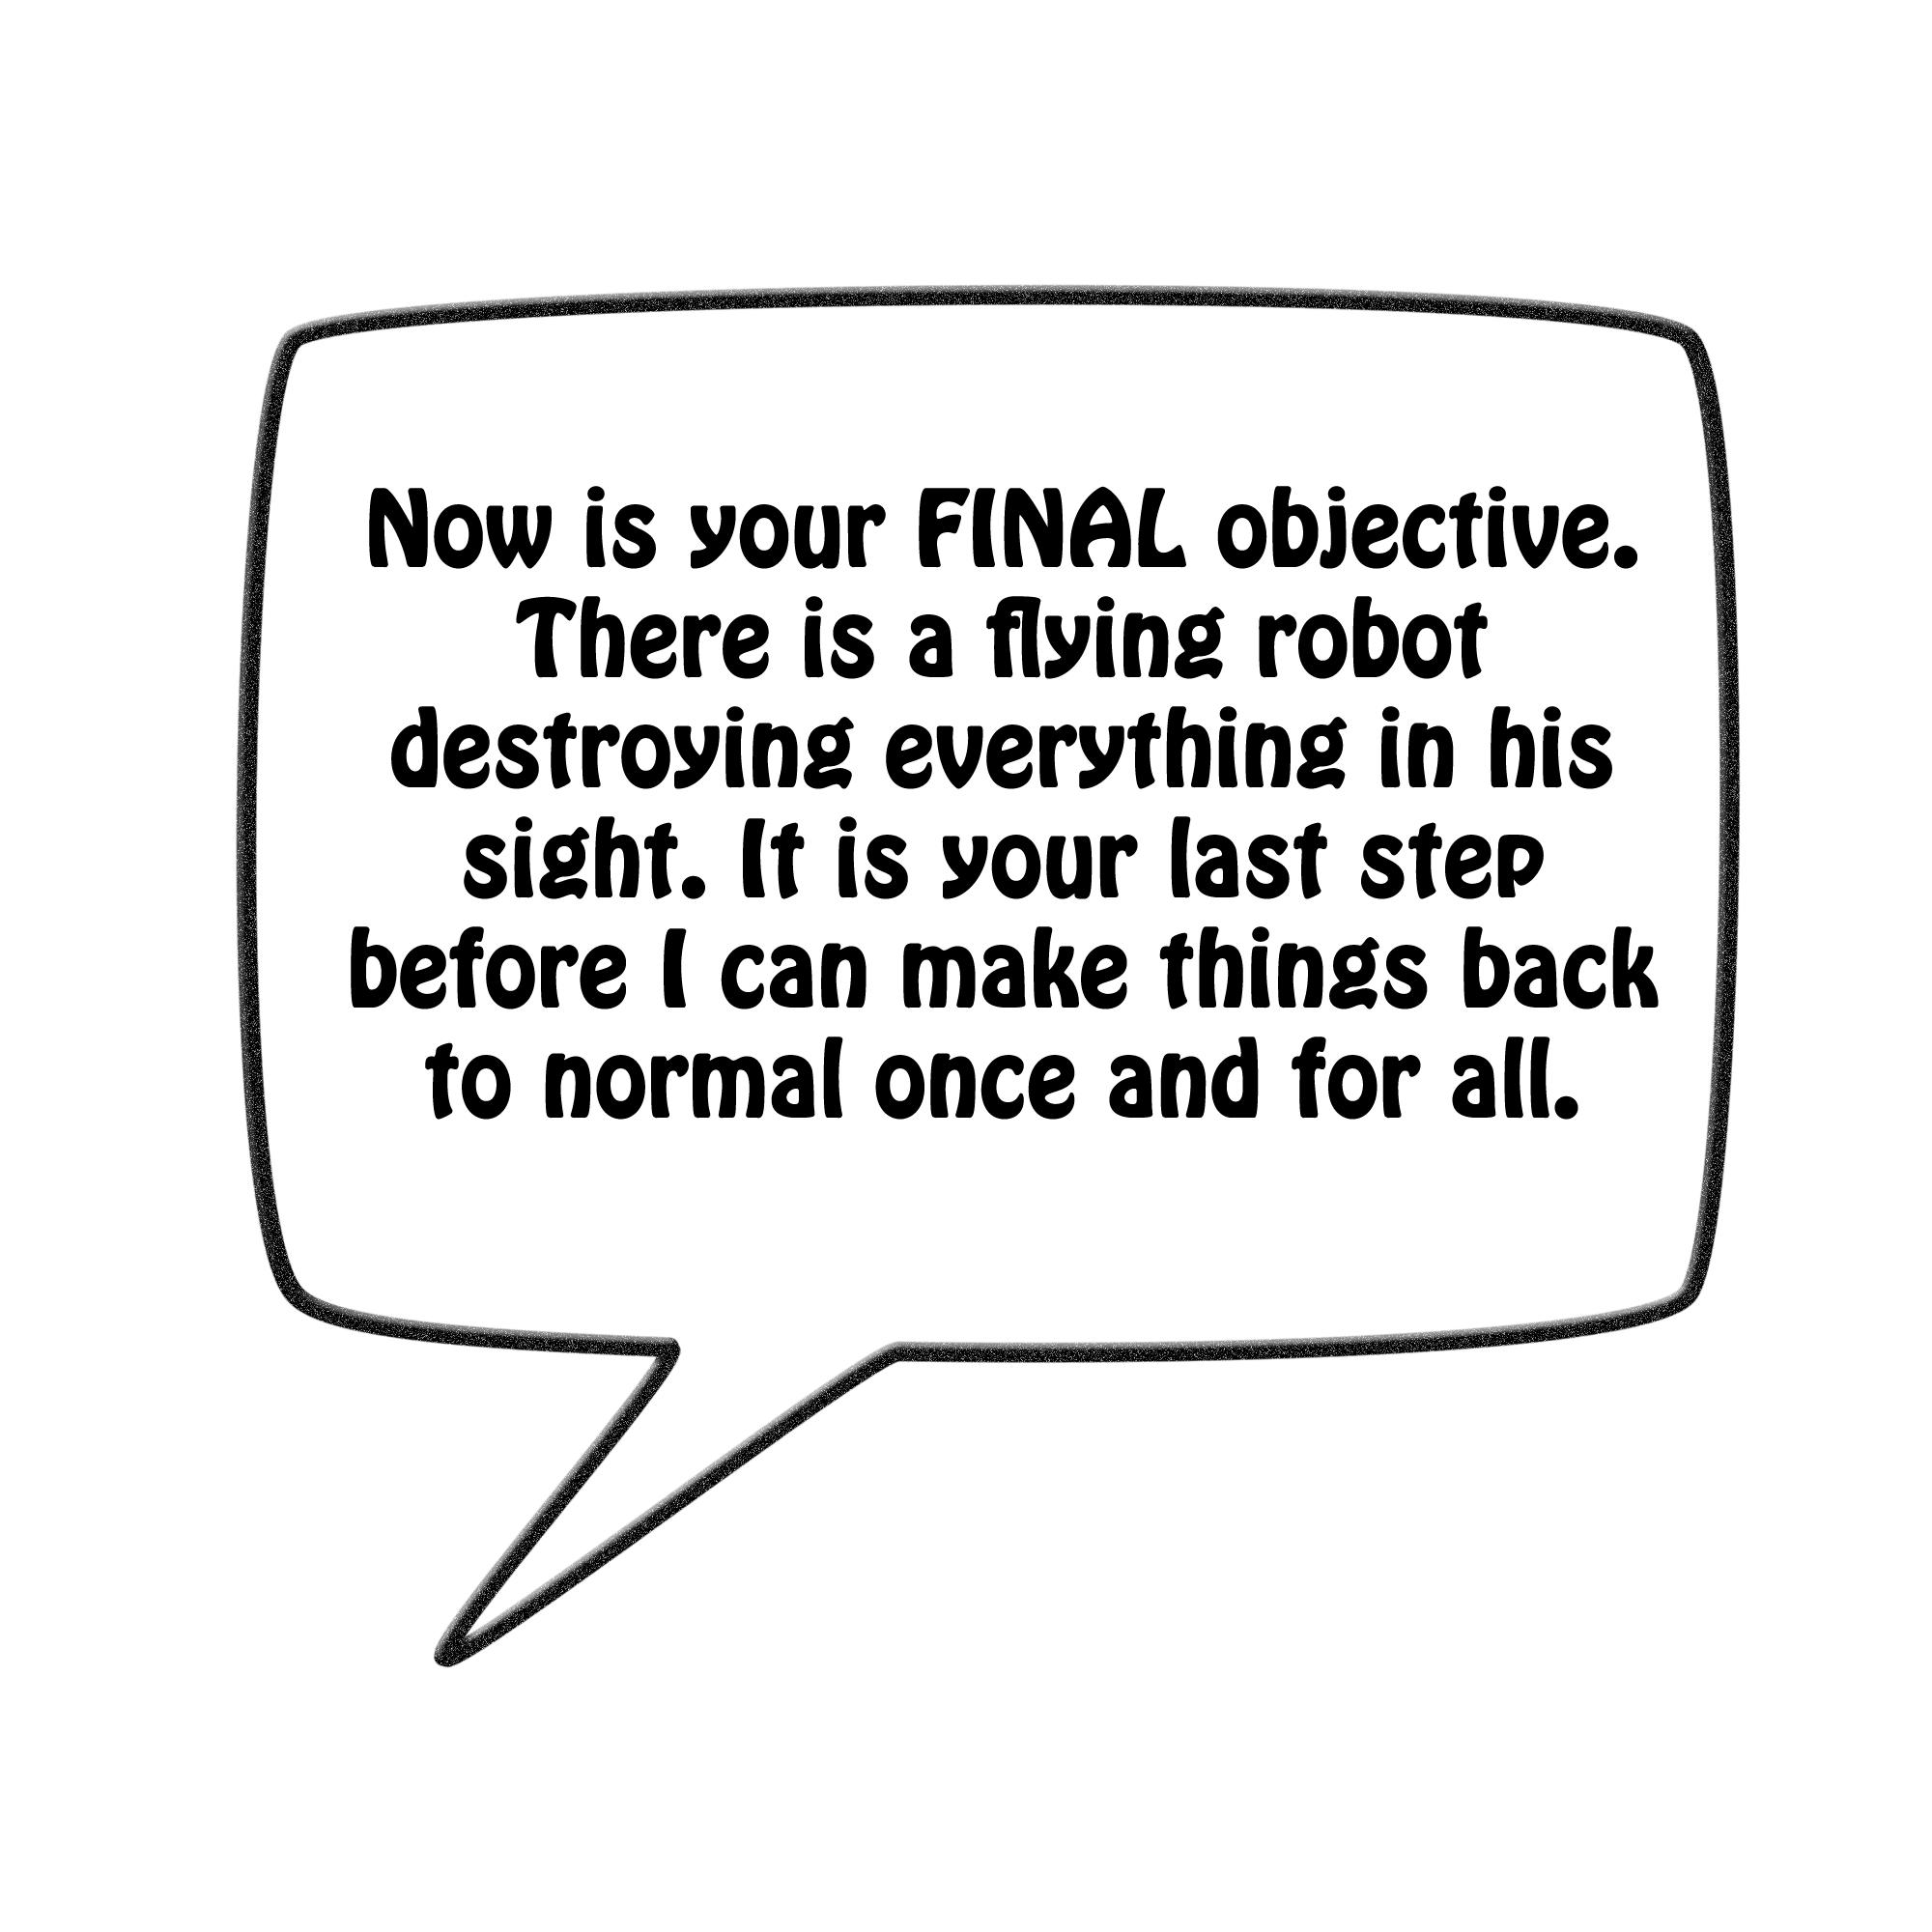 Now is your FINAL objective.
There is a flying robot
destroying everything in his
sight. It is your last step
before I can make things back
to normal once and for all.